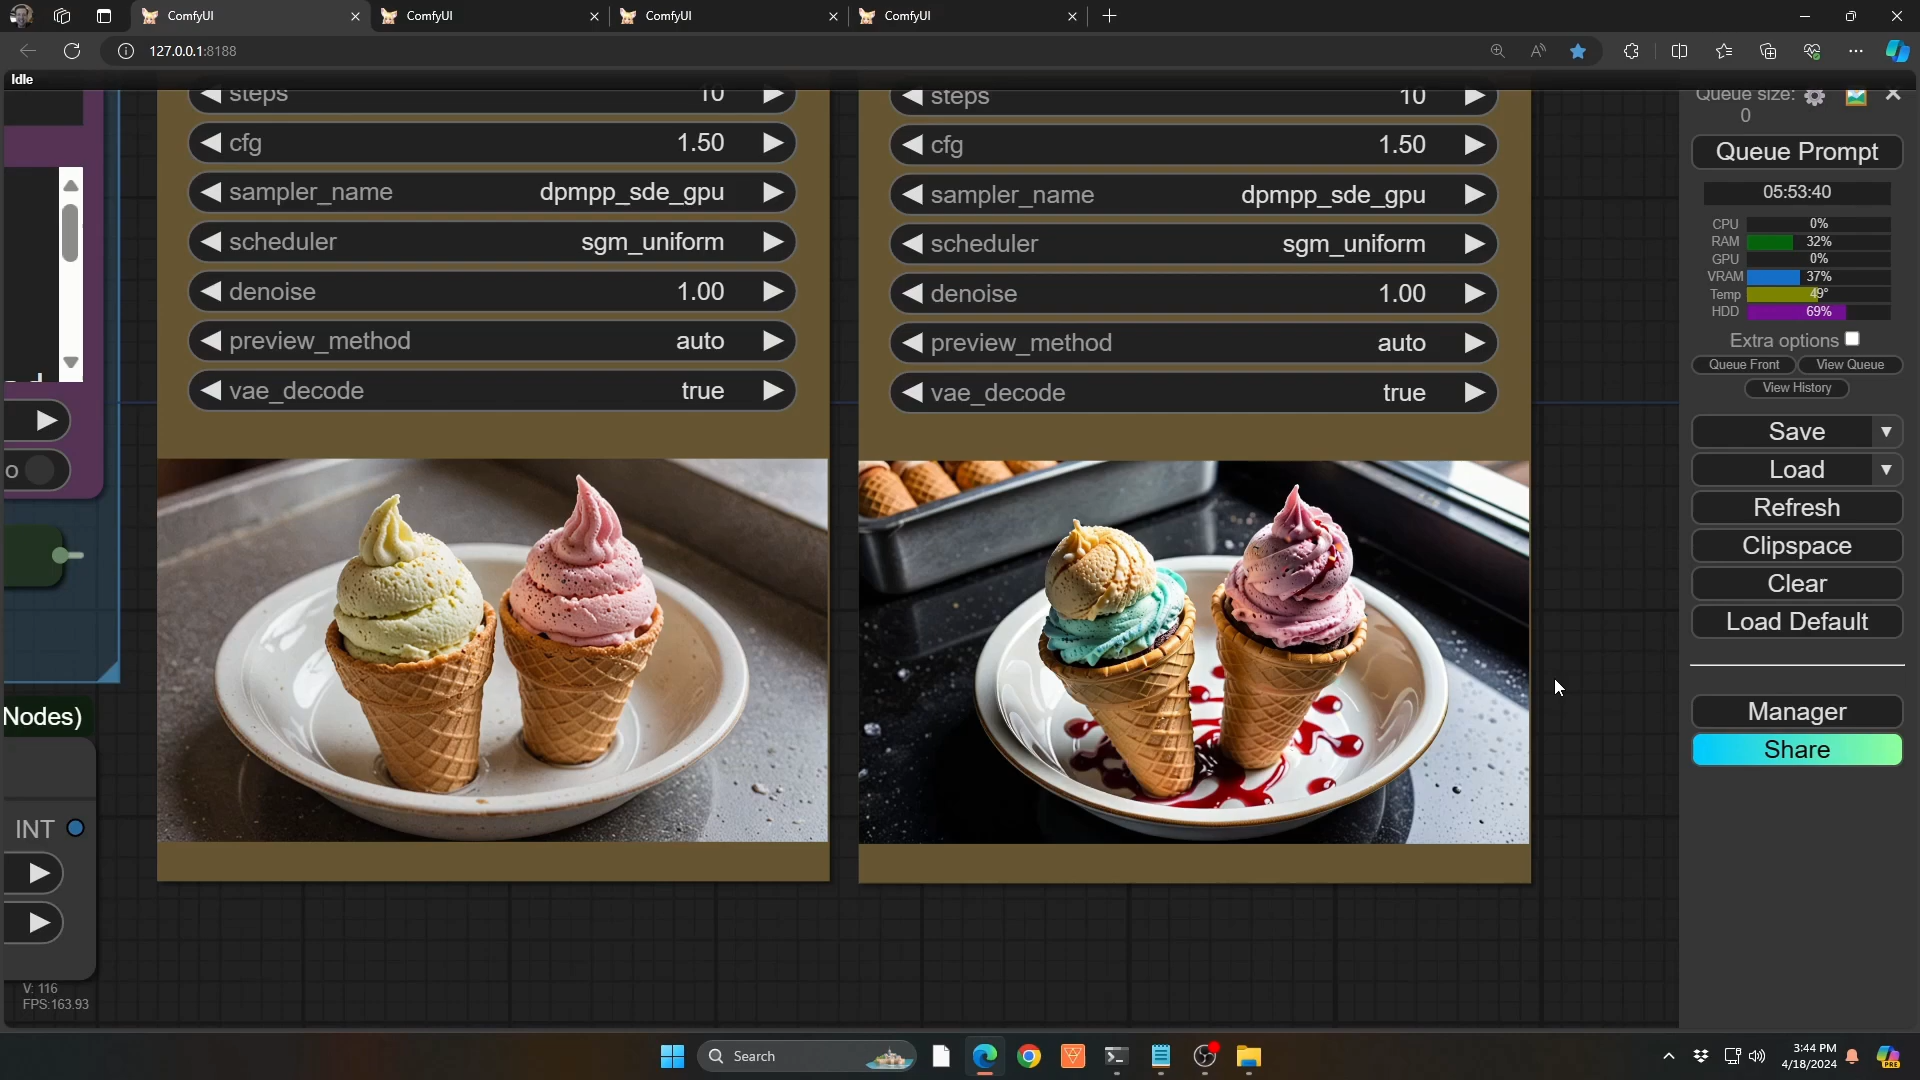 ComfyUI
ComfyUI
ComfyUI
ComfyUI
127.0.0.1:8188
Idle
steps 10
cfg 1.50
sampler_name dpmpp_sde_gpu
scheduler sgm_uniform
denoise 1.00
preview_method auto
vae_decode true
steps 10
cfg 1.50
sampler_name dpmpp_sde_gpu
scheduler sgm_uniform
denoise 1.00
preview_method auto
vae_decode true
o
Nodes)
INT
V: 116
FPS:163.93
Queue size:
0
Queue Prompt
05:53:40
CPU 0%
RAM 32%
GPU 0%
VRAM 37%
Temp 49°
HDD 69%
Extra options
Queue Front View Queue
View History
Save
Load
Refresh
Clipspace
Clear
Load Default
Manager
Share
Search
PRE
3:44 PM
4/18/2024